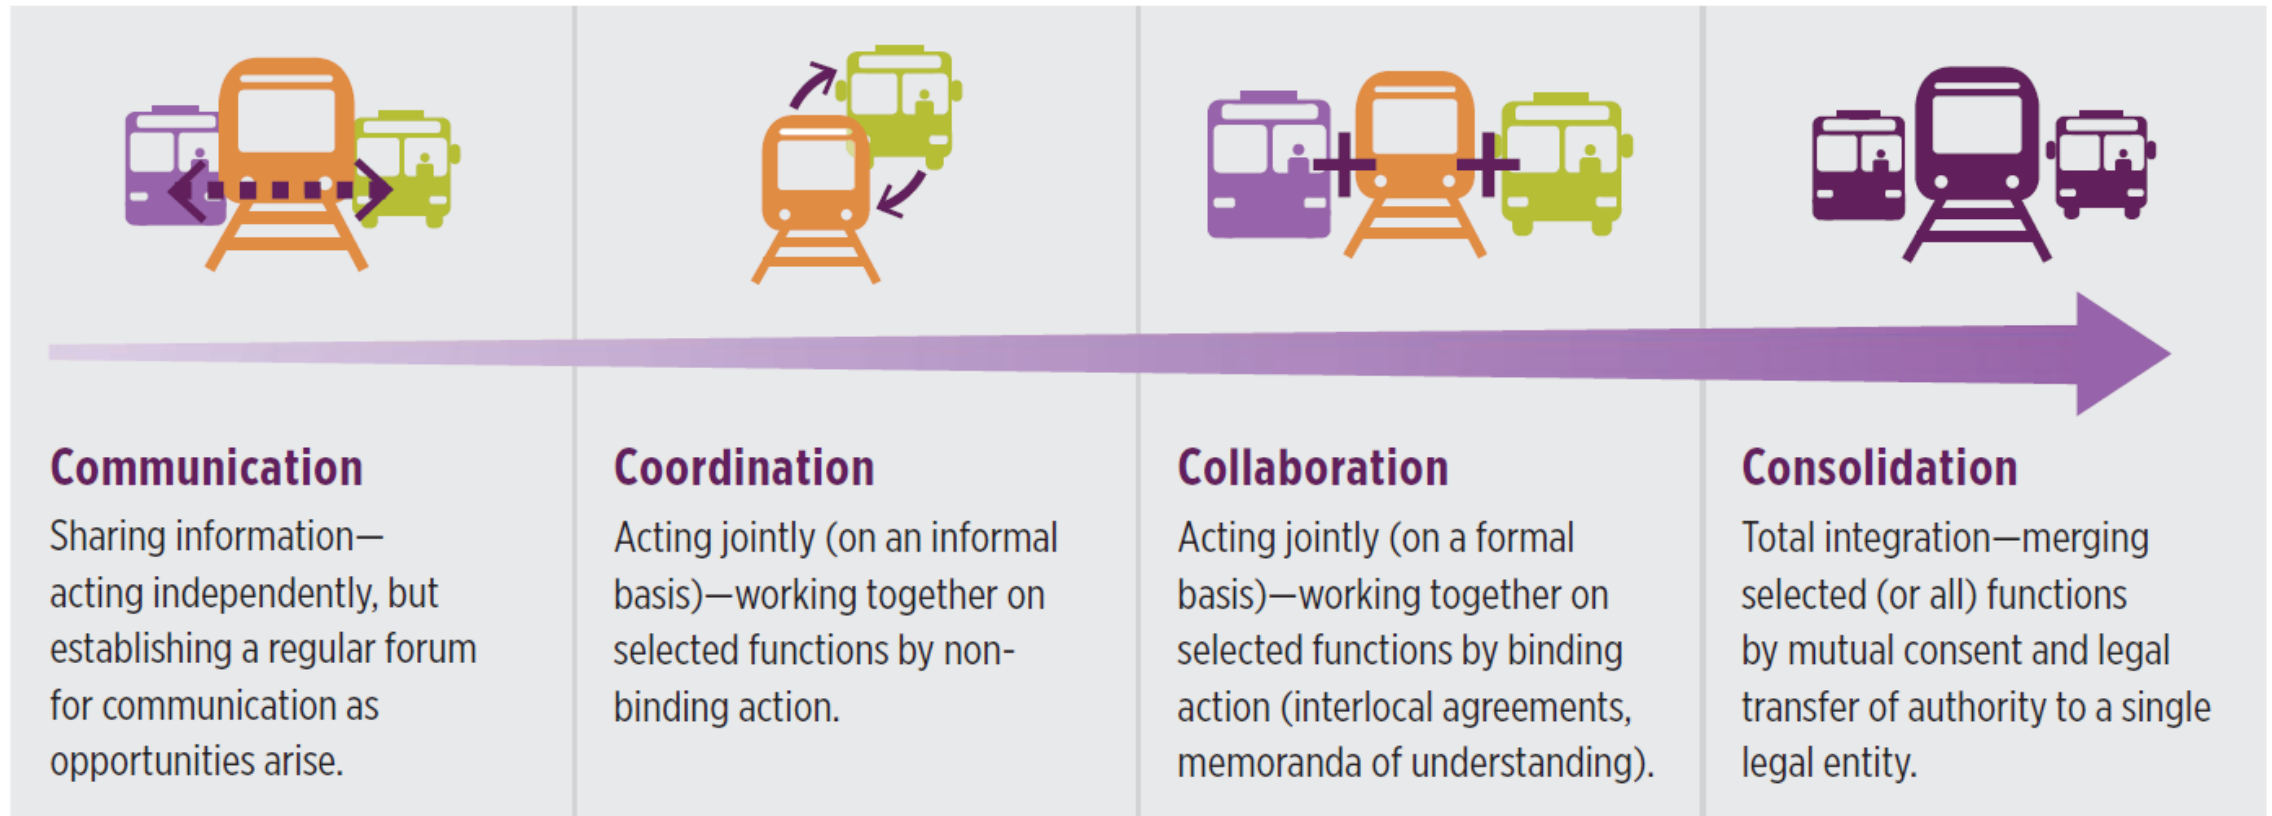 Communication
Sharing information—
acting independently, but
establishing a regular forum
for communication as
opportunities arise.
Coordination
Acting jointly (on an informal
basis)—working together on
selected functions by non-
binding action.
Collaboration
Acting jointly (on a formal
basis)—working together on
selected functions by binding
action (interlocal agreements,
memoranda of understanding).
Consolidation
Total integration—merging
selected (or all) functions
by mutual consent and legal
transfer of authority to a single
legal entity.